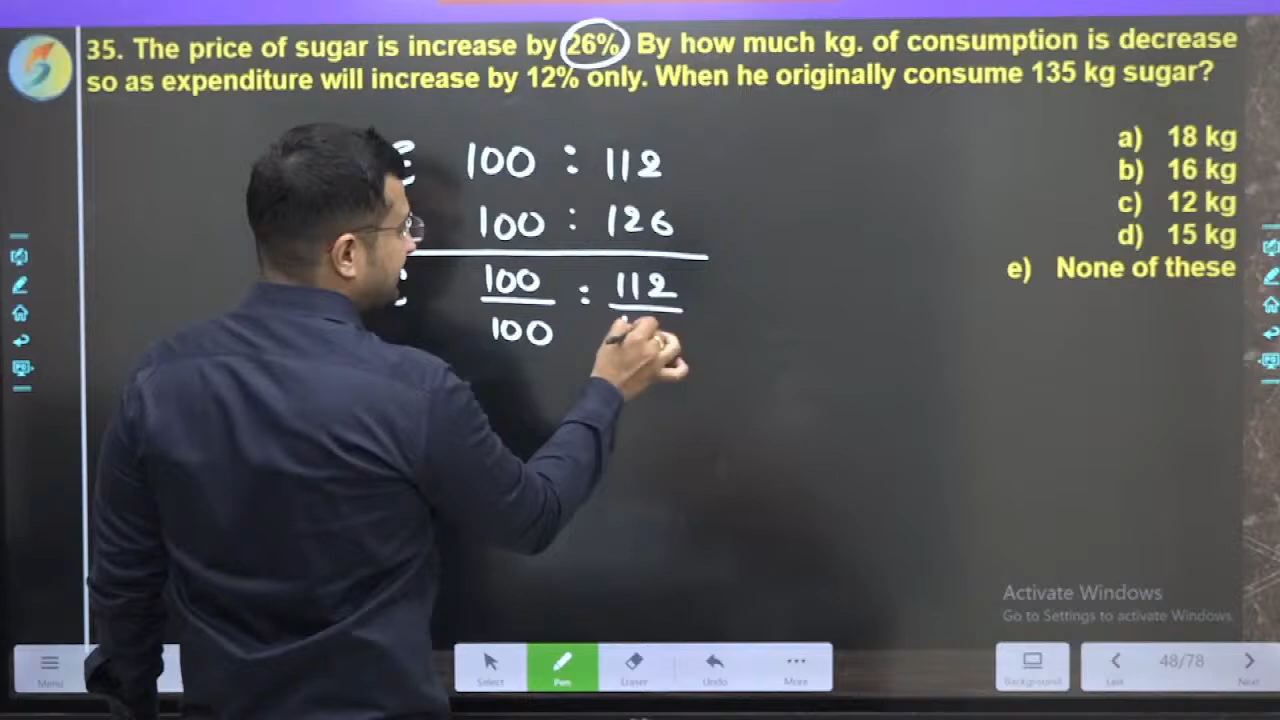 35. The price of sugar is increase by 26% By how much kg. of consumption is decrease
so as expenditure will increase by 12% only. When he originally consume 135 kg sugar?
a) 18 kg
b) 16 kg
c) 12 kg
d) 15 kg
e) None of these
100 : 112
100 : 126
100 : 112
100
Activate Windows
Go to Settings to activate Windows.
Menu
Select
Pen
Eraser
Undo
More
Background
Last
48/78
Next